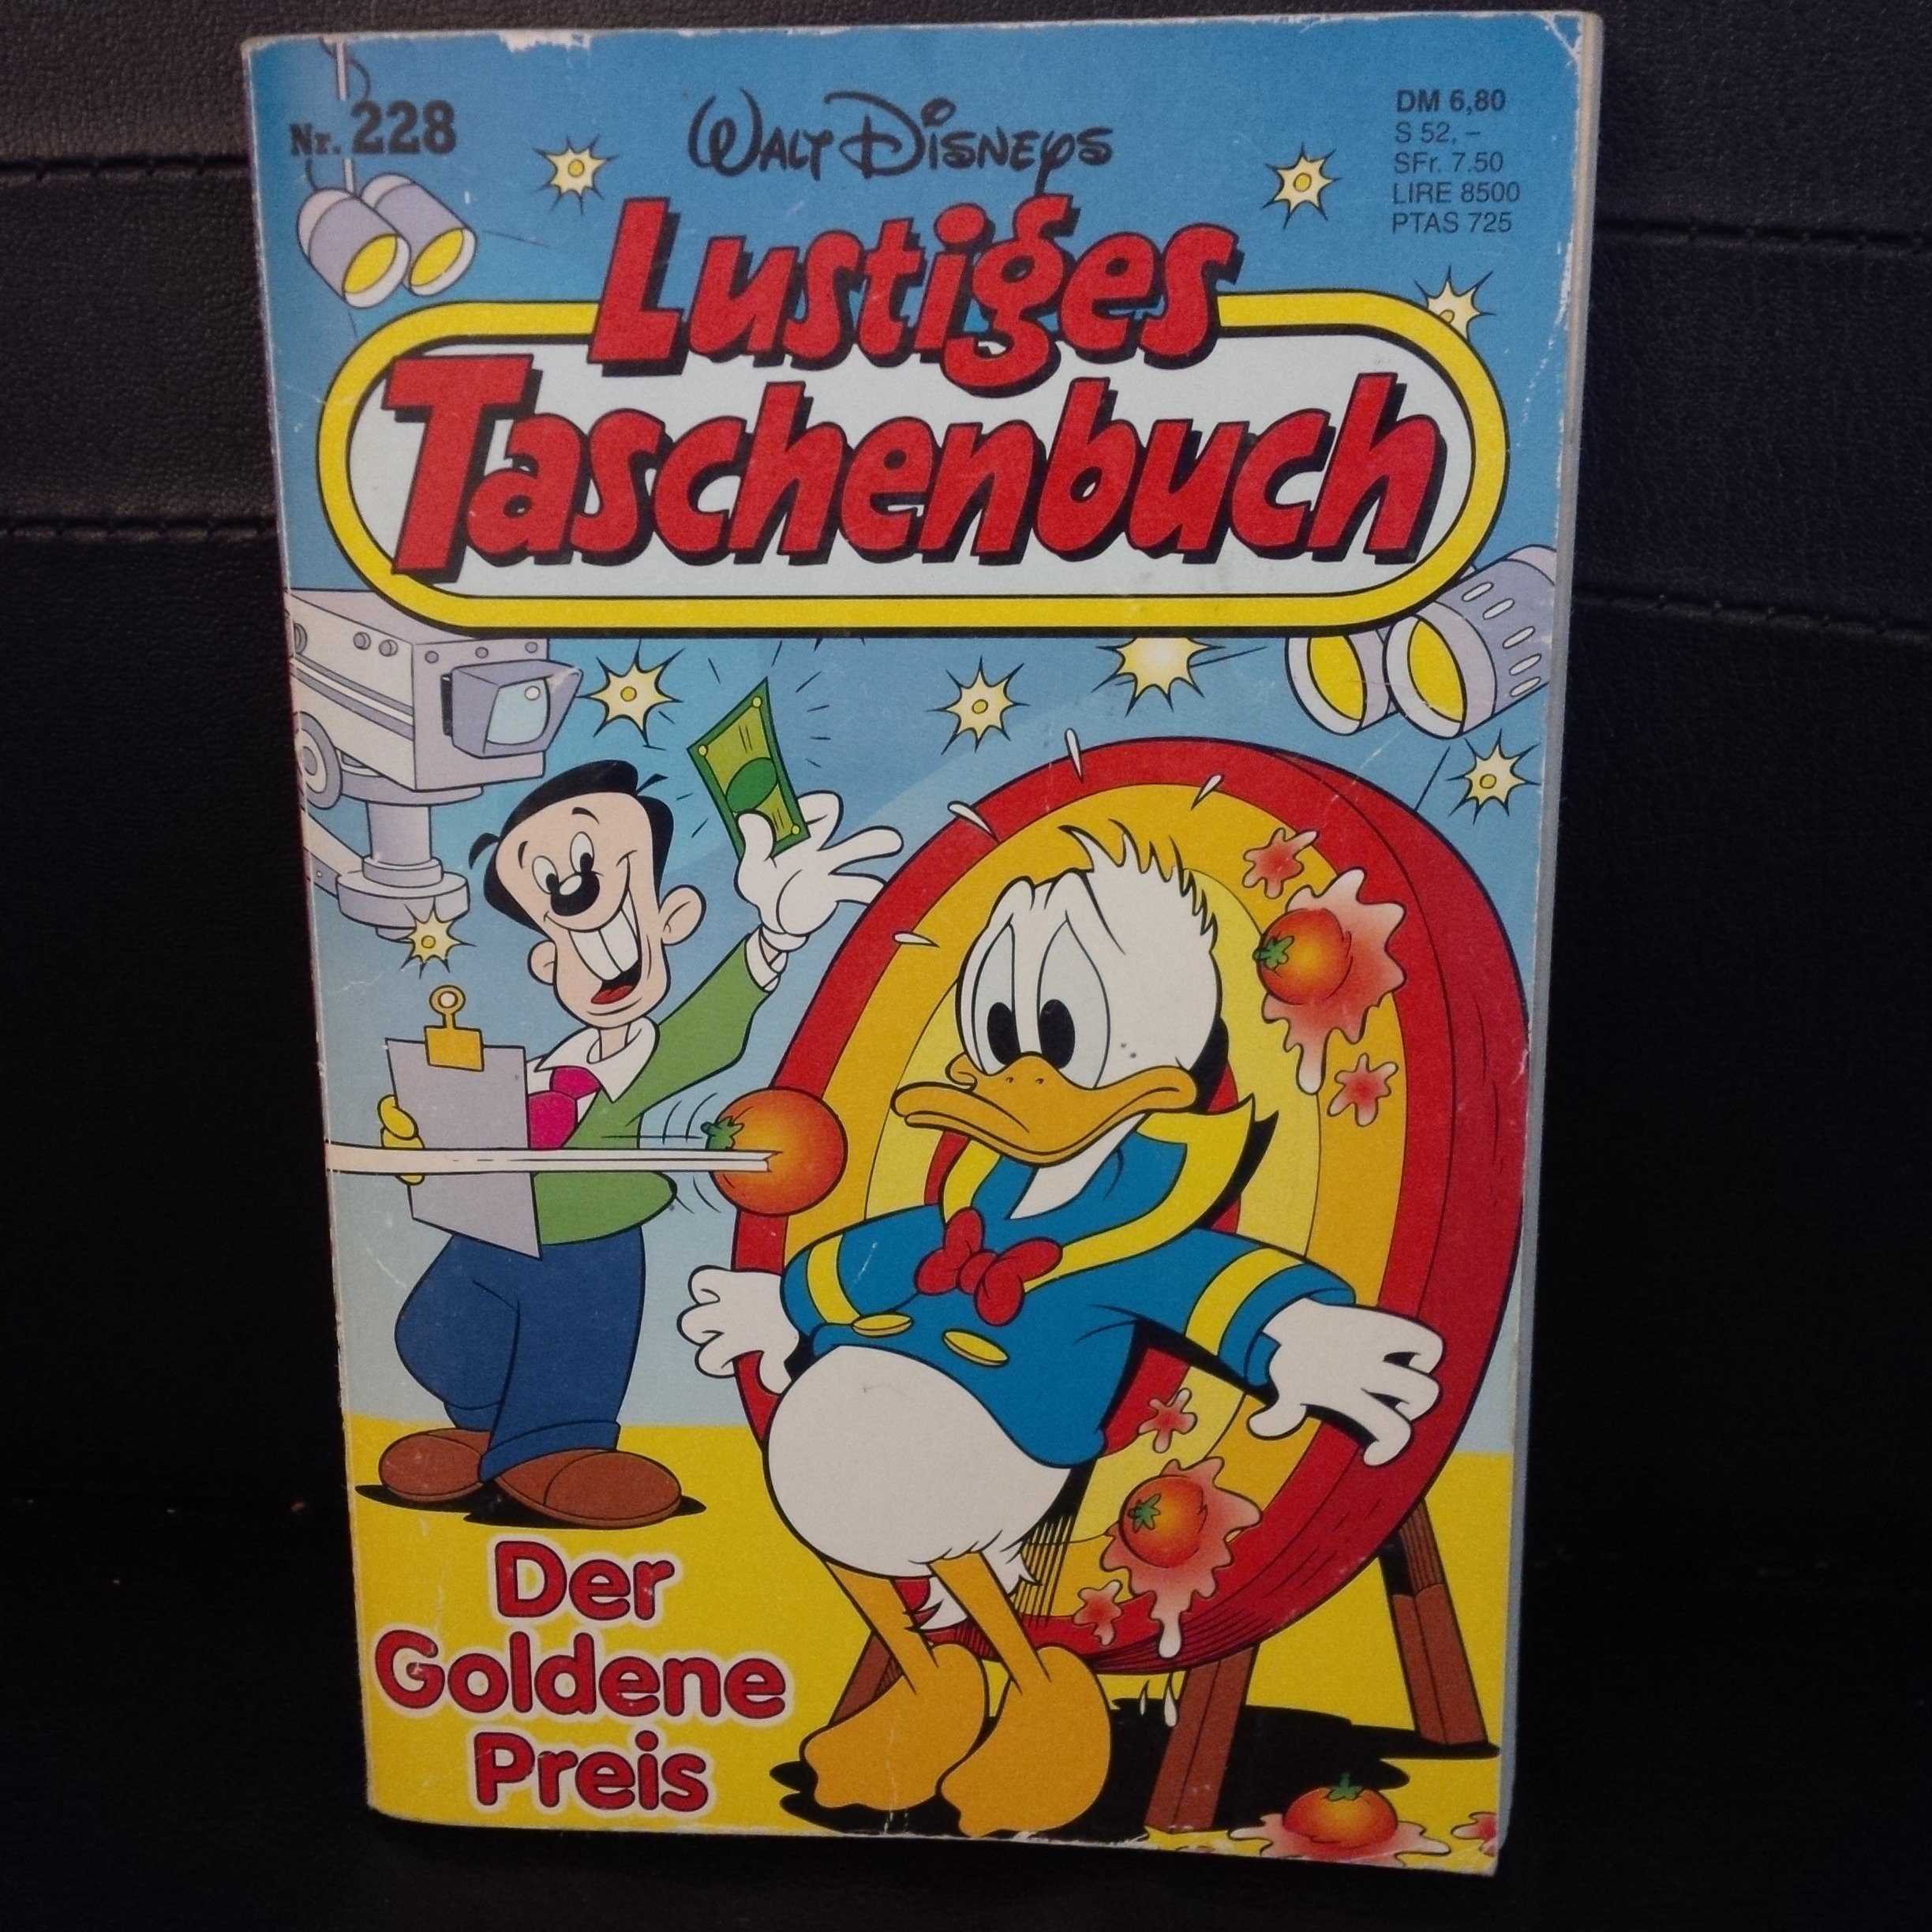 Nr. 228
WALT DISNEYS
DM 6,80
S 52,–
SFr. 7.50
LIRE 8500
PTAS 725
Lustiges
Taschenbuch
Der
Goldene
Preis